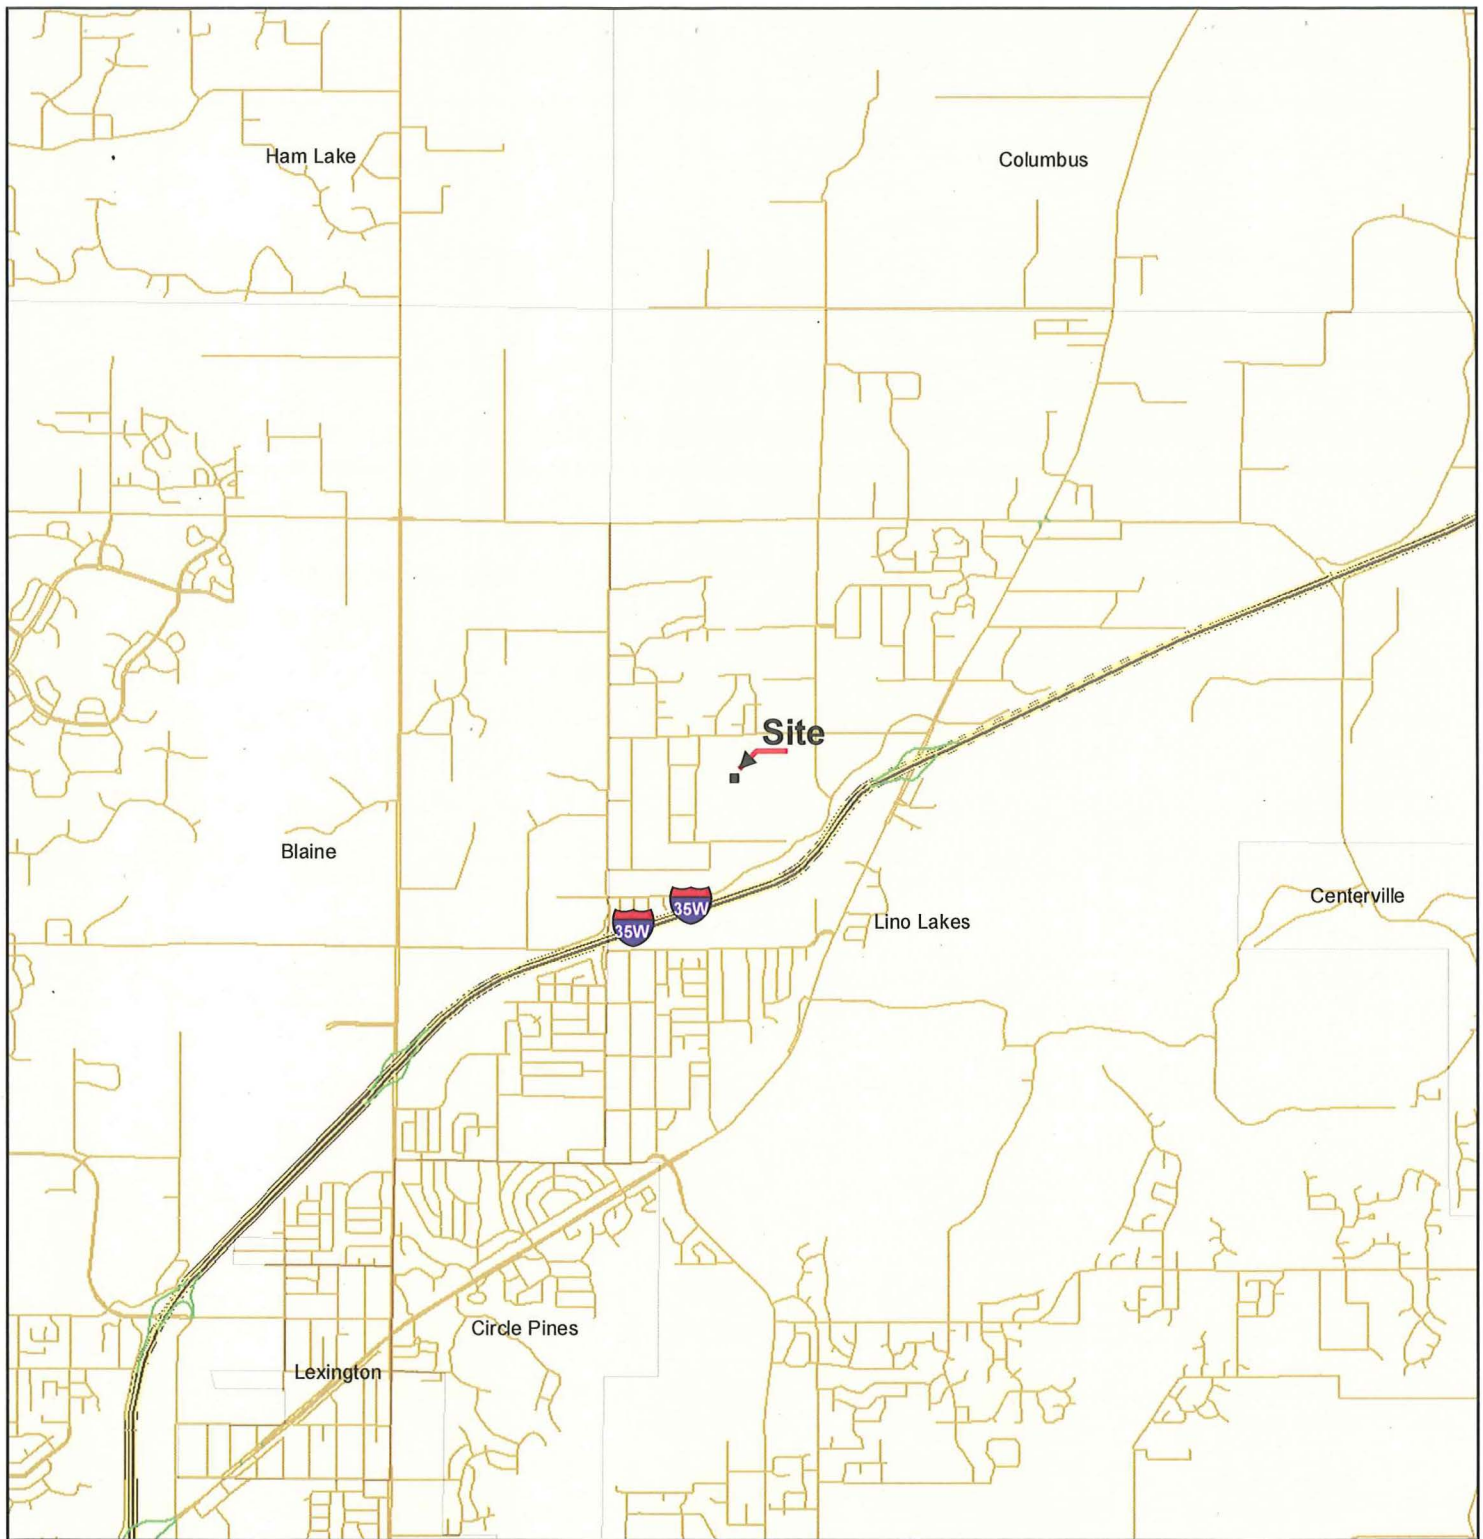 Ham Lake
Columbus
Site
Blaine
Centerville
35W
35W
Lino Lakes
Circle Pines
Lexington